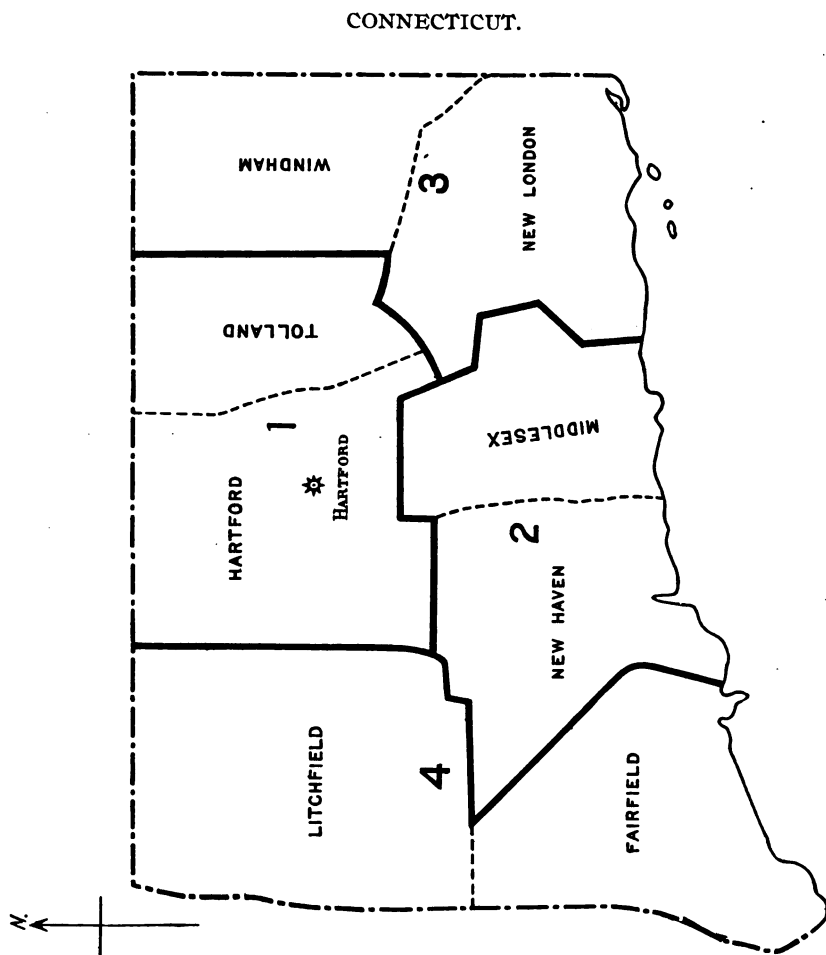 CONNECTICUT.
WINDHAM
3
NEW LONDON
TOLLAND
1
HARTFORD
HARTFORD
MIDDLESEX
2
NEW HAVEN
LITCHFIELD
4
FAIRFIELD
N.